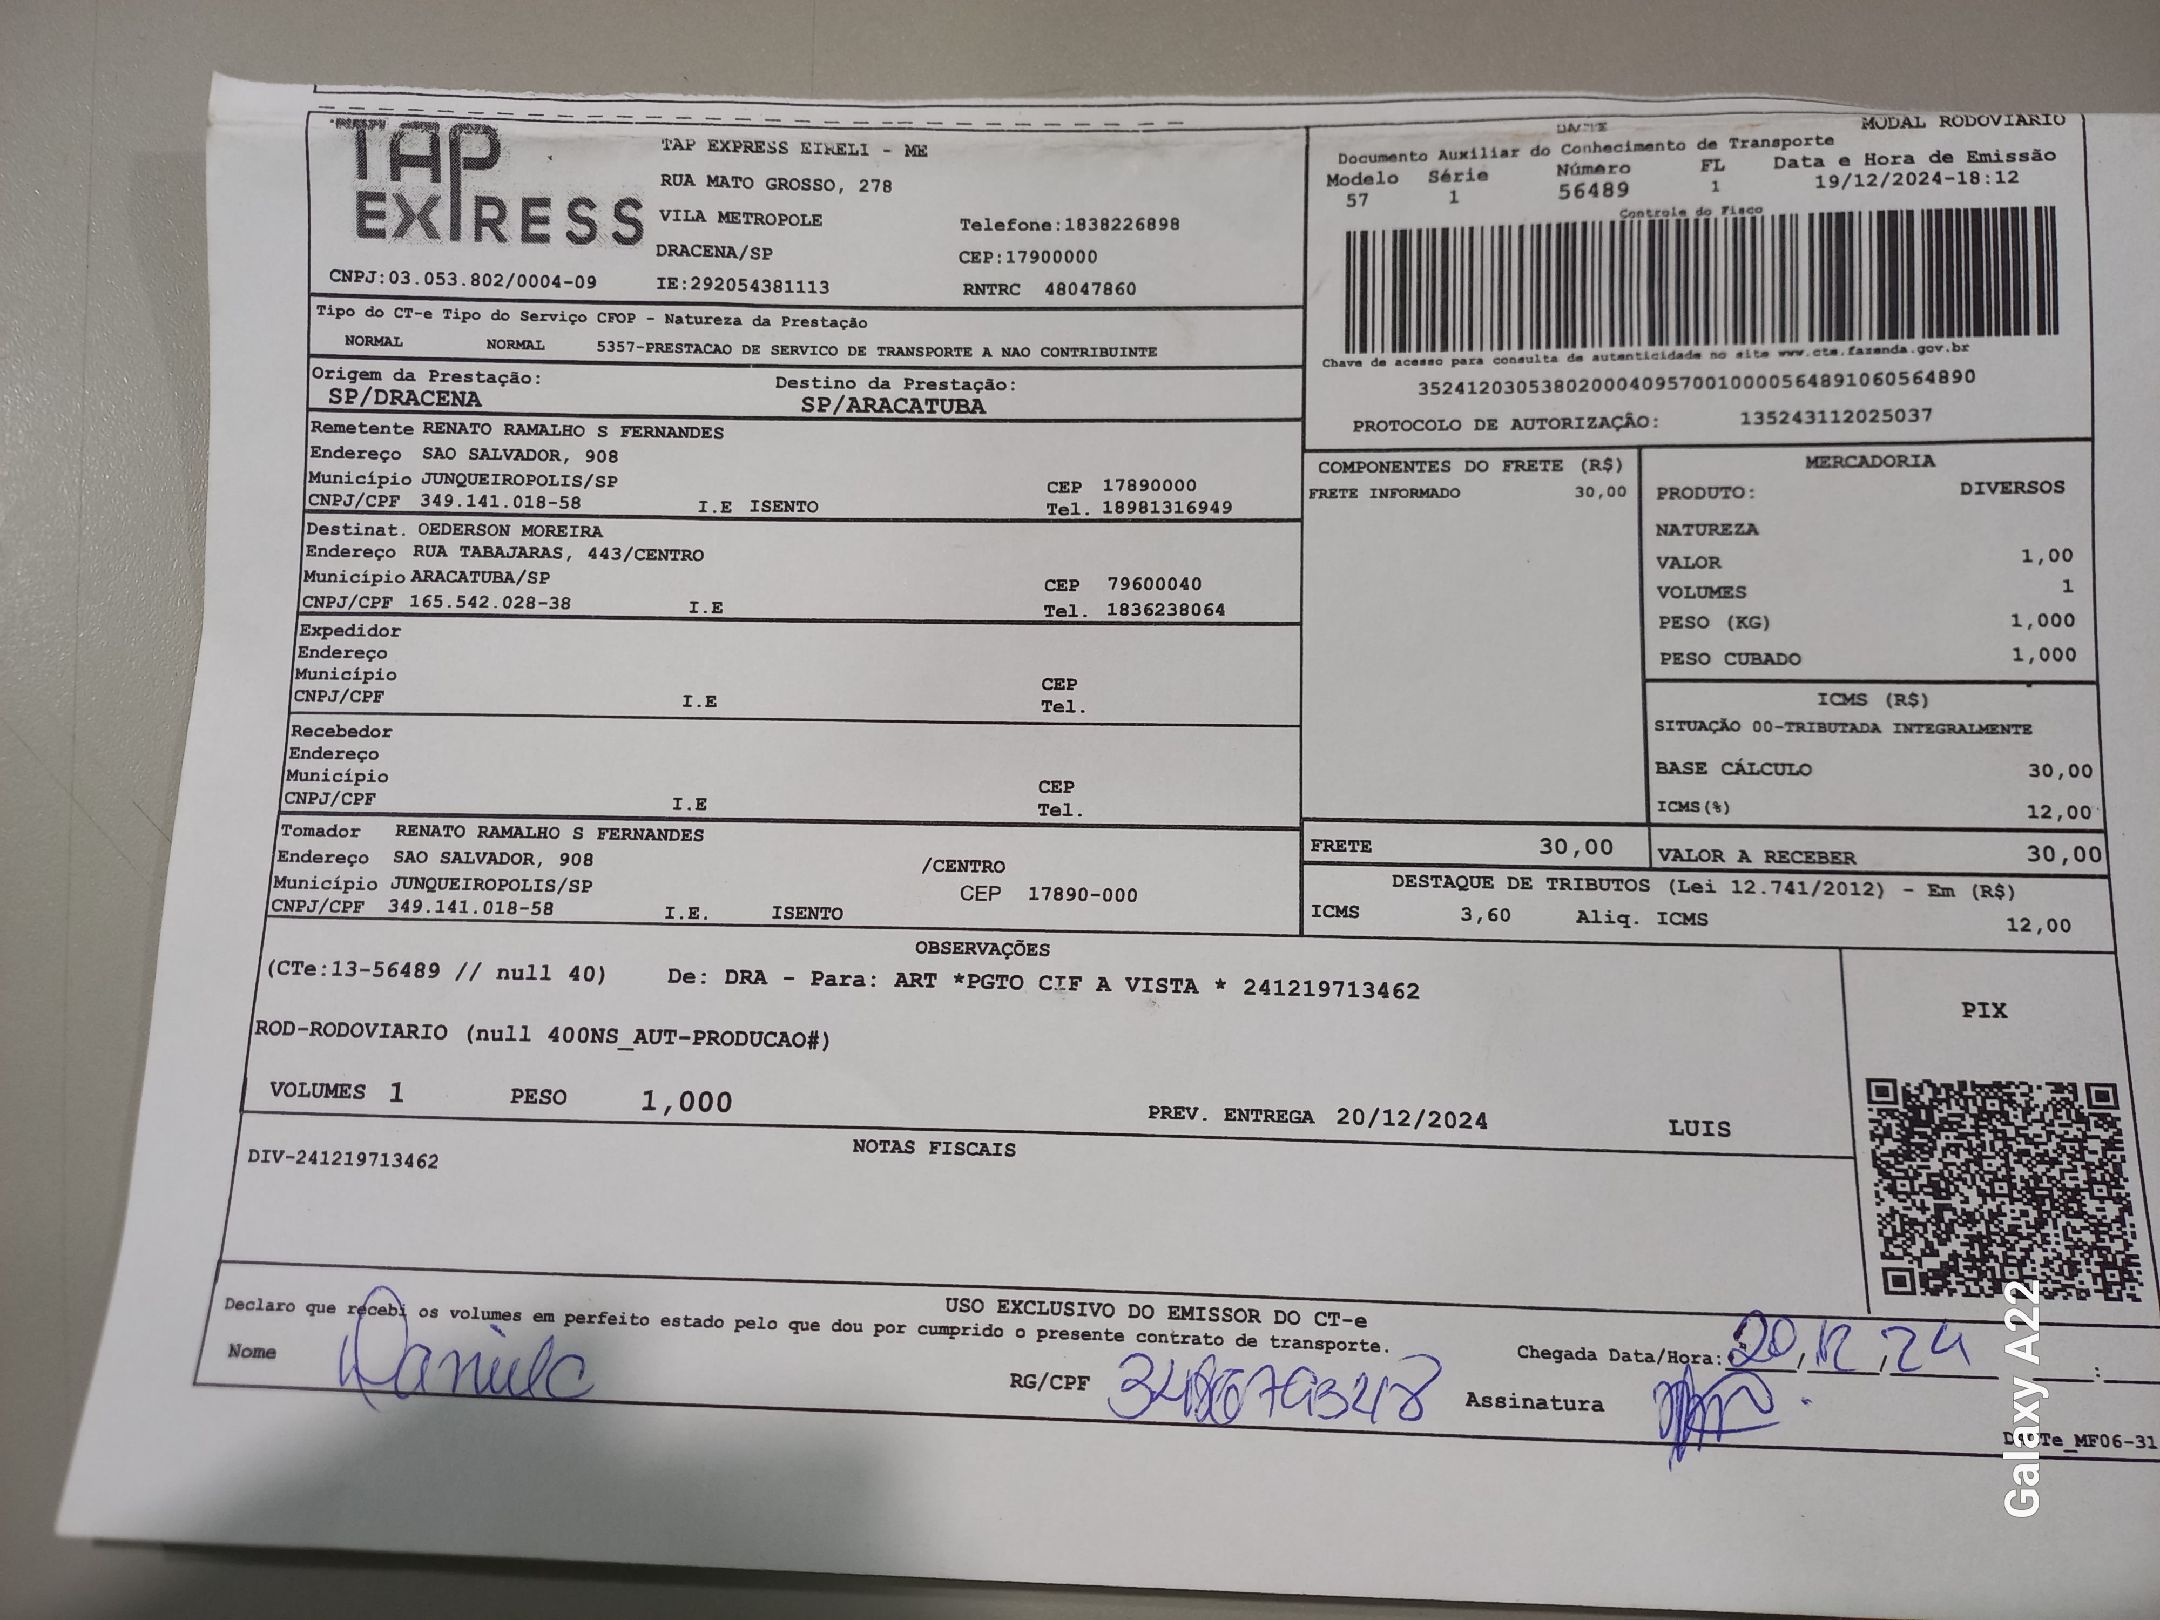 TAP EXPRESS
TAP EXPRESS EIRELI - ME
RUA MATO GROSSO, 278
VILA METROPOLE Telefone:1838226898
DRACENA/SP CEP:17900000
CNPJ:03.053.802/0004-09 IE:292054381113 RNTRC 48047860
DACTE MODAL RODOVIARIO
Documento Auxiliar do Conhecimento de Transporte
Modelo Série Número FL Data e Hora de Emissão
57 1 56489 1 19/12/2024-18:12
Controle do Fisco
Chave de acesso para consulta de autenticidade no site www.cte.fazenda.gov.br
35241203053802000409570010000564891060564890
PROTOCOLO DE AUTORIZAÇÃO: 135243112025037
Tipo do CT-e Tipo do Serviço CFOP - Natureza da Prestação
NORMAL NORMAL 5357-PRESTACAO DE SERVICO DE TRANSPORTE A NAO CONTRIBUINTE
Origem da Prestação: Destino da Prestação:
SP/DRACENA SP/ARACATUBA
Remetente RENATO RAMALHO S FERNANDES
Endereço SAO SALVADOR, 908
Município JUNQUEIROPOLIS/SP CEP 17890000
CNPJ/CPF 349.141.018-58 I.E ISENTO Tel. 18981316949
Destinat. OEDERSON MOREIRA
Endereço RUA TABAJARAS, 443/CENTRO
Município ARACATUBA/SP CEP 79600040
CNPJ/CPF 165.542.028-38 I.E Tel. 1836238064
Expedidor
Endereço
Município CEP
CNPJ/CPF I.E Tel.
Recebedor
Endereço
Município CEP
CNPJ/CPF I.E Tel.
Tomador RENATO RAMALHO S FERNANDES
Endereço SAO SALVADOR, 908 /CENTRO
Município JUNQUEIROPOLIS/SP CEP 17890-000
CNPJ/CPF 349.141.018-58 I.E. ISENTO
COMPONENTES DO FRETE (R$)
FRETE INFORMADO 30,00
MERCADORIA
PRODUTO: DIVERSOS
NATUREZA
VALOR 1,00
VOLUMES 1
PESO (KG) 1,000
PESO CUBADO 1,000
ICMS (R$)
SITUAÇÃO 00-TRIBUTADA INTEGRALMENTE
BASE CÁLCULO 30,00
ICMS(%) 12,00
FRETE 30,00 VALOR A RECEBER 30,00
DESTAQUE DE TRIBUTOS (Lei 12.741/2012) - Em (R$)
ICMS 3,60 Aliq. ICMS 12,00
OBSERVAÇÕES
(CTe:13-56489 // null 40) De: DRA - Para: ART *PGTO CIF A VISTA * 241219713462
ROD-RODOVIARIO (null 400NS_AUT-PRODUCAO#)
VOLUMES 1 PESO 1,000 PREV. ENTREGA 20/12/2024 LUIS
PIX
NOTAS FISCAIS
DIV-241219713462
USO EXCLUSIVO DO EMISSOR DO CT-e
Declaro que recebi os volumes em perfeito estado pelo que dou por cumprido o presente contrato de transporte.
Nome RG/CPF Assinatura
Chegada Data/Hora: 20,12,24 :
Galaxy A22